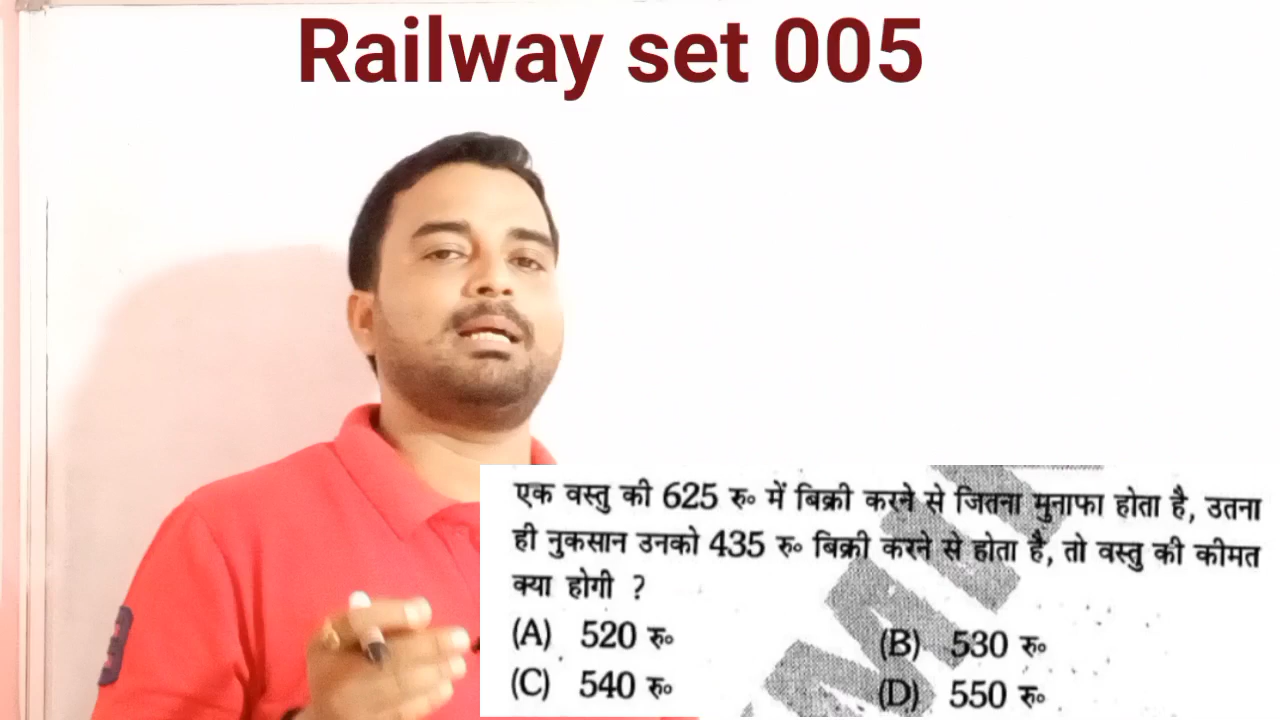 Railway set 005
एक वस्तु की 625 रु० में बिक्री करने से जितना मुनाफा होता है, उतना
ही नुकसान उनको 435 रु० बिक्री करने से होता है, तो वस्तु की कीमत
क्या होगी ?
(A) 520 रु० (B) 530 रु०
(C) 540 रु० (D) 550 रु०